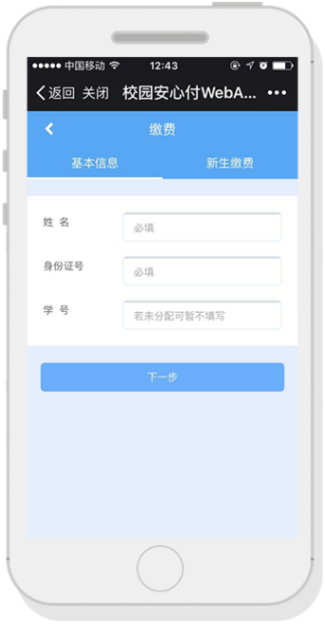 中国移动 12:43
返回 关闭 校园安心付WebA... •••
缴费
基本信息 新生缴费
姓 名 必填
身份证号 必填
学 号 若未分配可暂不填写
下一步